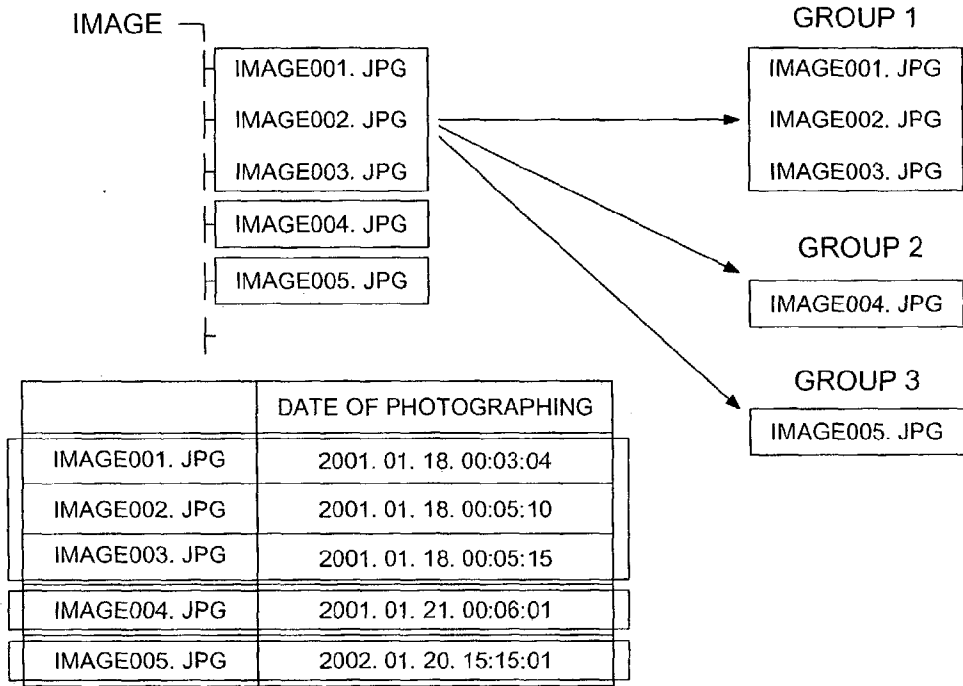 IMAGE
IMAGE001. JPG
IMAGE002. JPG
IMAGE003. JPG
IMAGE004. JPG
IMAGE005. JPG
GROUP 1
IMAGE001. JPG
IMAGE002. JPG
IMAGE003. JPG
GROUP 2
IMAGE004. JPG
GROUP 3
IMAGE005. JPG
DATE OF PHOTOGRAPHING
IMAGE001. JPG 2001. 01. 18. 00:03:04
IMAGE002. JPG 2001. 01. 18. 00:05:10
IMAGE003. JPG 2001. 01. 18. 00:05:15
IMAGE004. JPG 2001. 01. 21. 00:06:01
IMAGE005. JPG 2002. 01. 20. 15:15:01